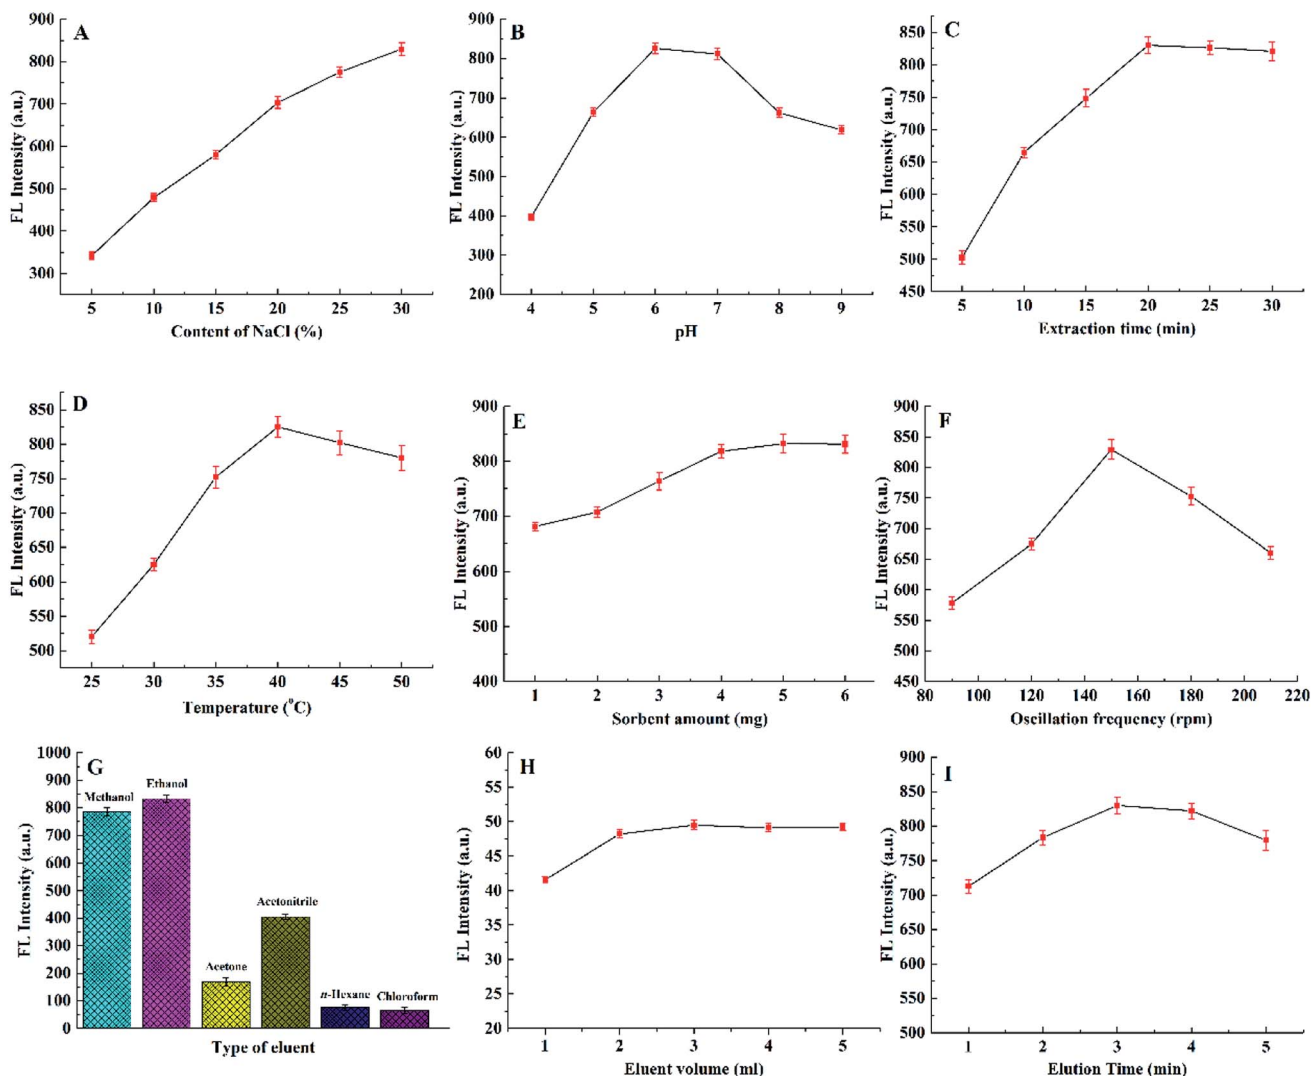 A
FL Intensity (a.u.)
900
800
700
600
500
400
300
5 10 15 20 25 30
Content of NaCl (%)
B
FL Intensity (a.u.)
900
800
700
600
500
400
300
200
4 5 6 7 8 9
pH
C
FL Intensity (a.u.)
850
800
750
700
650
600
550
500
450
5 10 15 20 25 30
Extraction time (min)
D
FL Intensity (a.u.)
850
800
750
700
650
600
550
500
25 30 35 40 45 50
Temperature (°C)
E
FL Intensity (a.u.)
900
800
700
600
500
400
1 2 3 4 5 6
Sorbent amount (mg)
F
FL Intensity (a.u.)
900
850
800
750
700
650
600
550
500
450
80 100 120 140 160 180 200 220
Oscillation frequency (rpm)
G
FL Intensity (a.u.)
1000
900
800
700
600
500
400
300
200
100
0
Methanol
Ethanol
Acetone
Acetonitrile
n-Hexane
Chloroform
Type of eluent
H
FL Intensity (a.u.)
60
55
50
45
40
35
30
25
20
1 2 3 4 5
Eluent volume (ml)
I
FL Intensity (a.u.)
900
850
800
750
700
650
600
550
500
1 2 3 4 5
Elution Time (min)